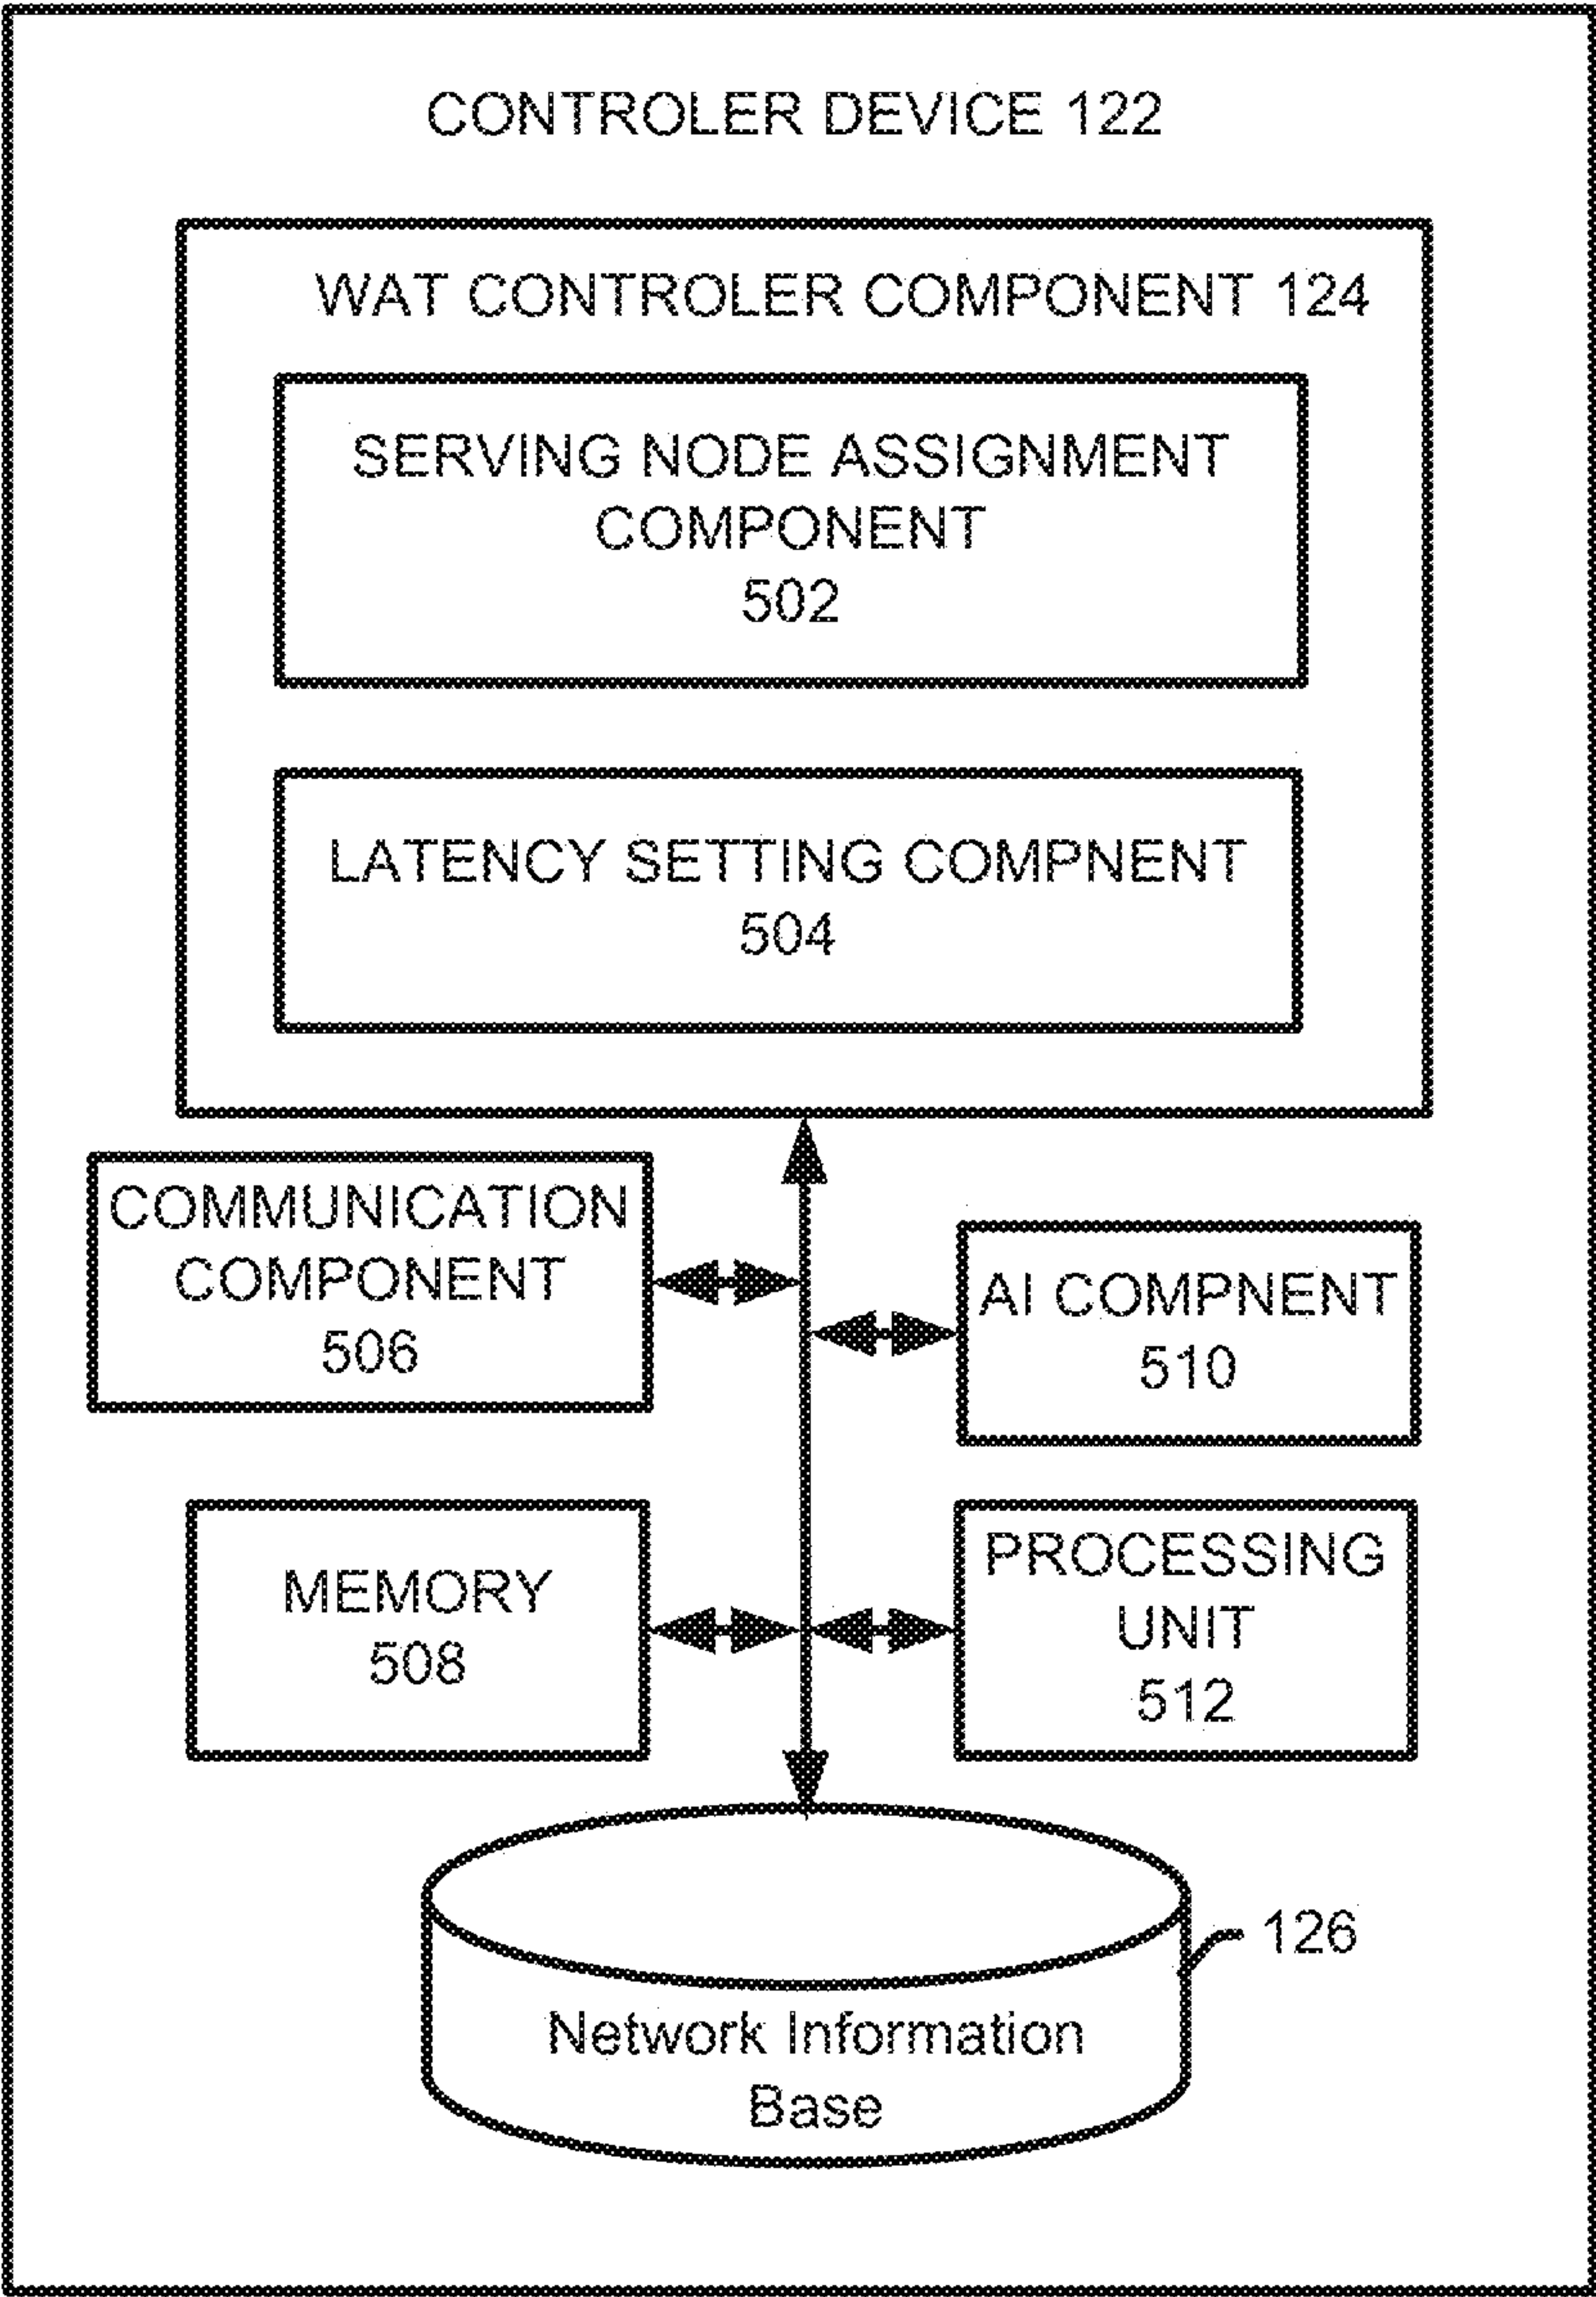 CONTROLER DEVICE 122
WAT CONTROLER COMPONENT 124
SERVING NODE ASSIGNMENT
COMPONENT
502
LATENCY SETTING COMPNENT
504
COMMUNICATION
COMPONENT
506
AI COMPNENT
510
MEMORY
508
PROCESSING
UNIT
512
126
Network Information
Base